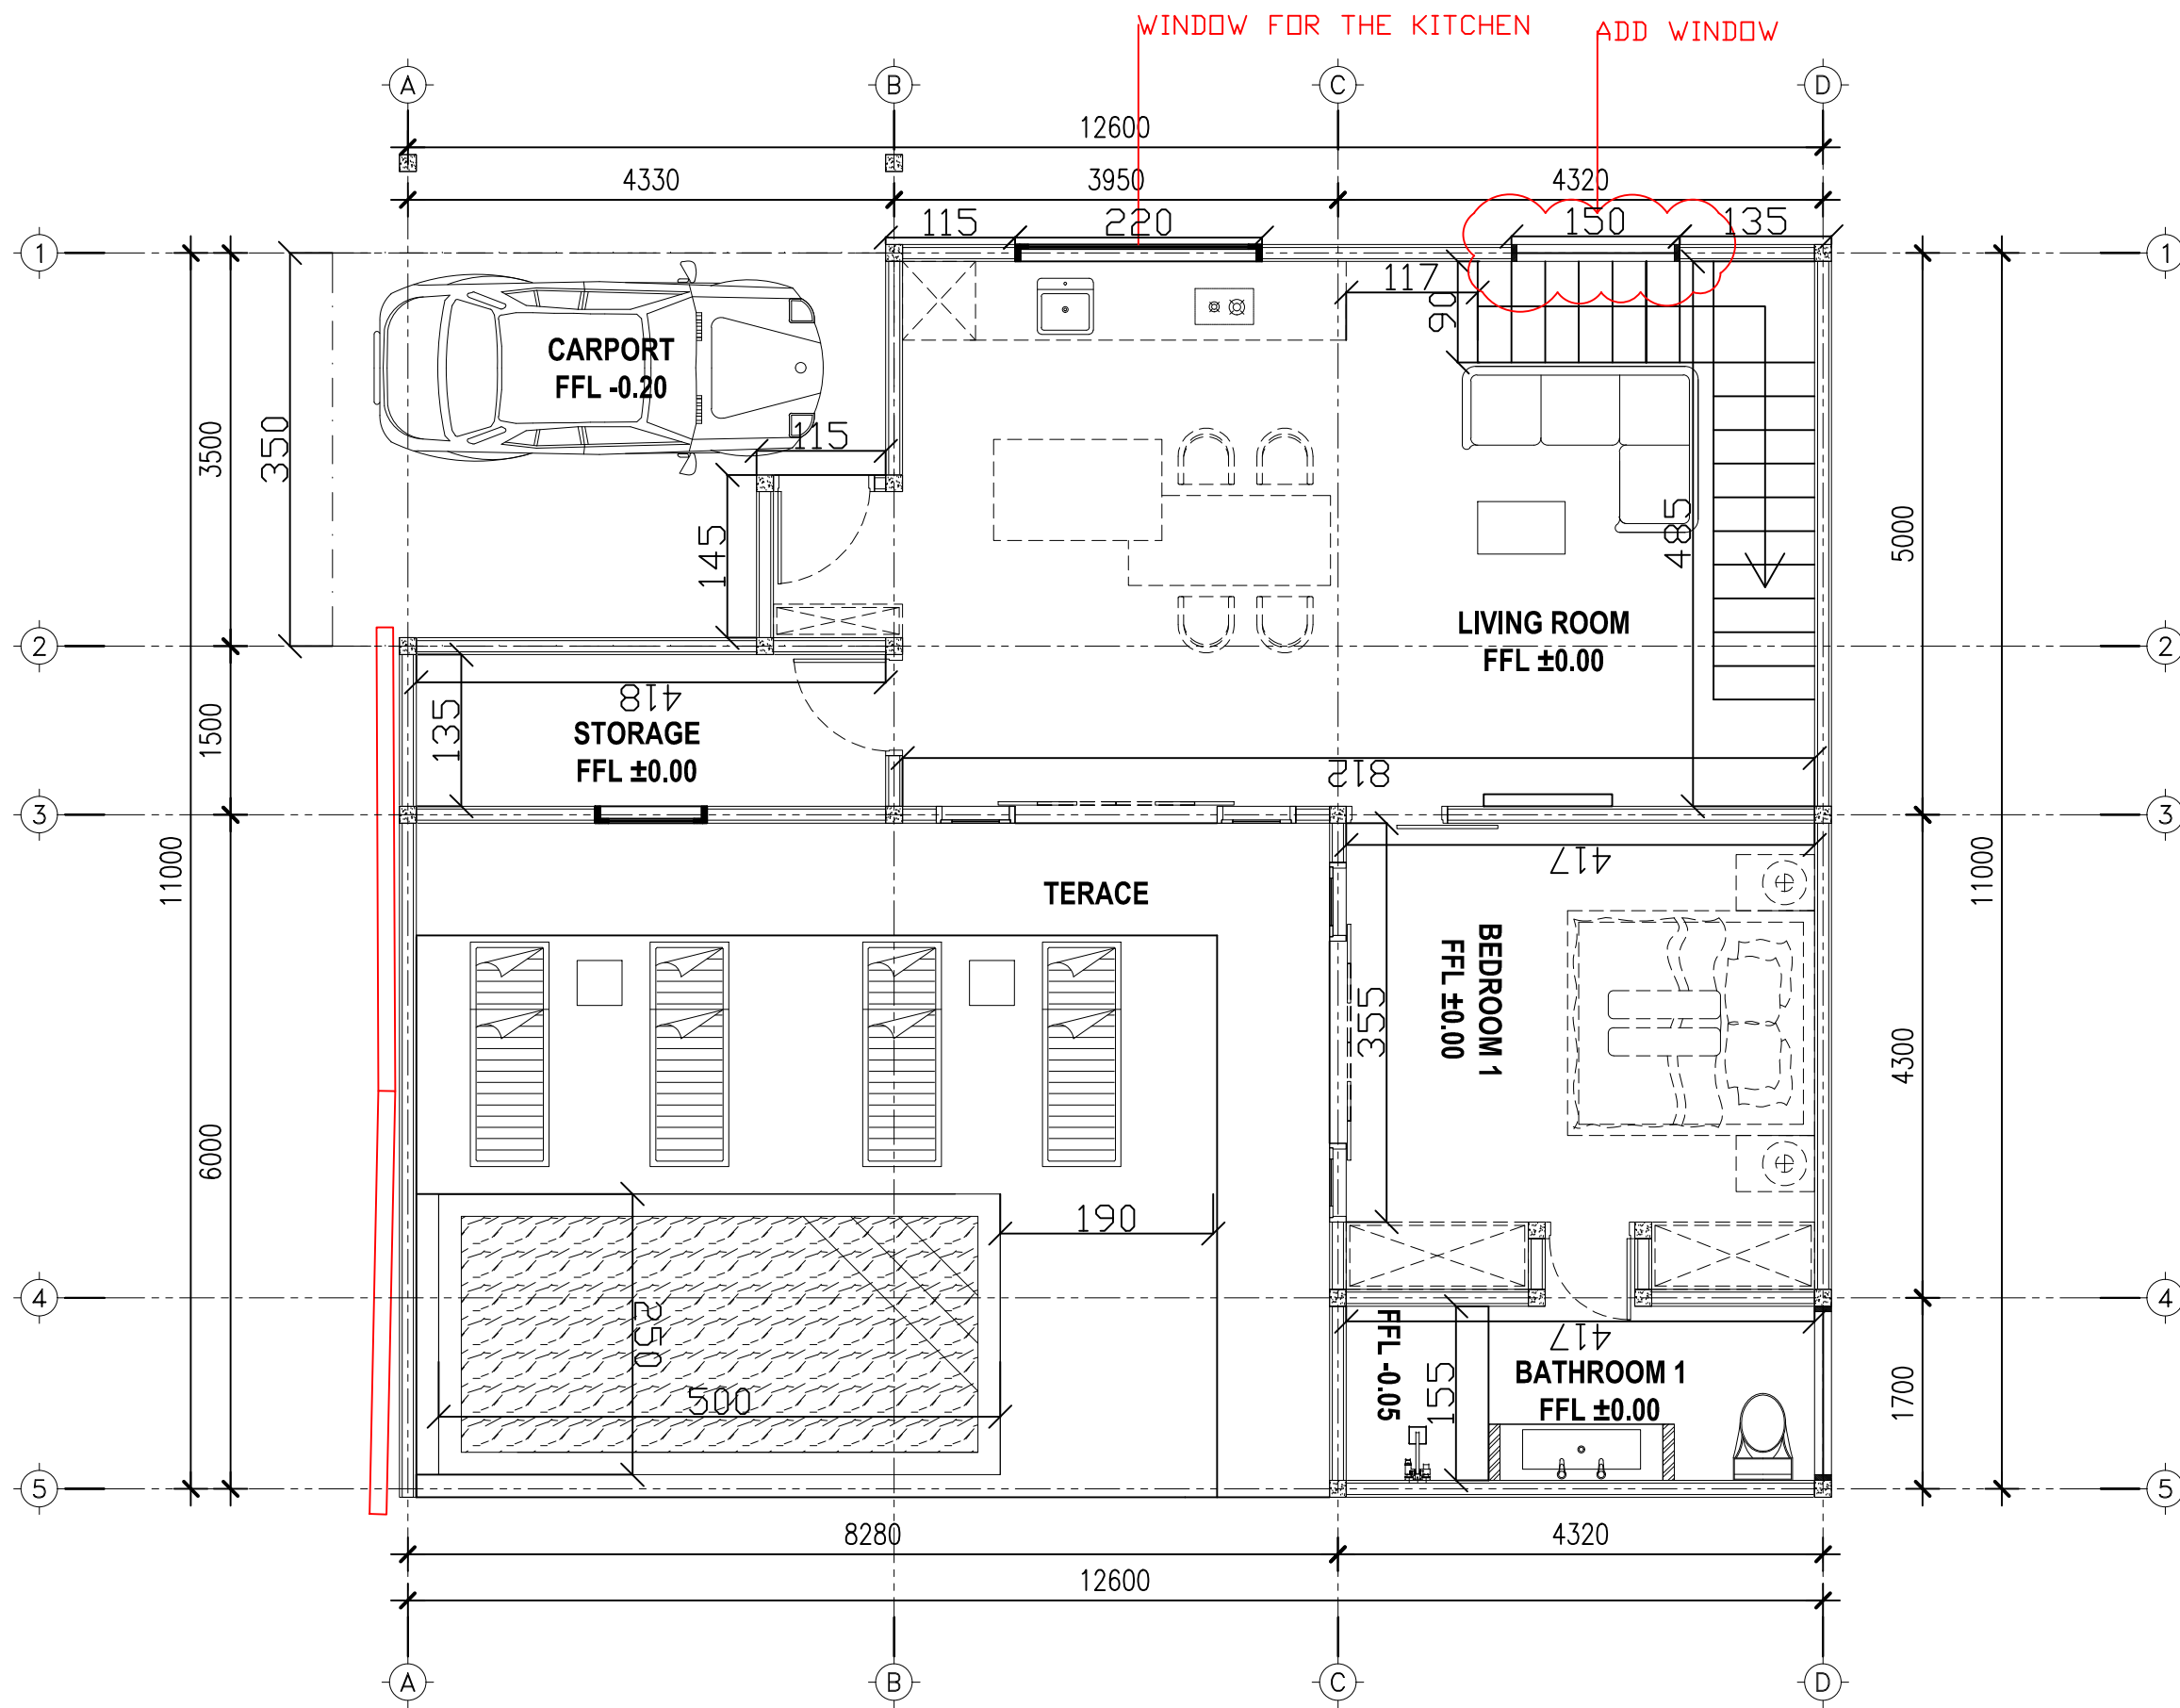 WINDOW FOR THE KITCHEN
ADD WINDOW
A
B
C
D
12600
4330
3950
4320
115
220
150
135
1
1
117
90
CARPORT
FFL -0.20
115
3500
350
5000
485
145
LIVING ROOM
FFL ±0.00
2
2
418
135
STORAGE
FFL ±0.00
1500
812
3
3
11000
11000
417
TERACE
BEDROOM 1
FFL ±0.00
355
4300
6000
190
4
4
250
417
FFL -0.05
BATHROOM 1
FFL ±0.00
155
500
1700
5
5
8280
4320
12600
A
B
C
D